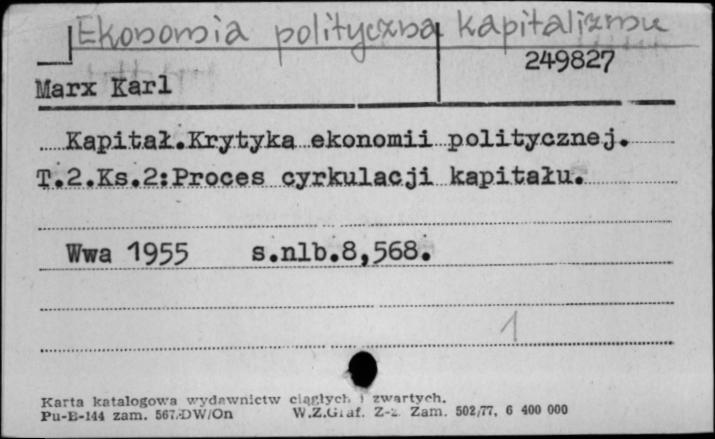 Ekonomia polityczna kapitalizmu
249827
Marx Karl
Kapitał.Krytyka ekonomii politycznej.
T.2.Ks.2:Proces cyrkulacji kapitału.
Wwa 1955 s.nlb.8,568.
1
Karta katalogowa wydawnictw ciągłych i zwartych.
Pu-B-144 zam. 567/DW/On W.Z.Graf. Z-2 Zam. 502/77, 6 400 000